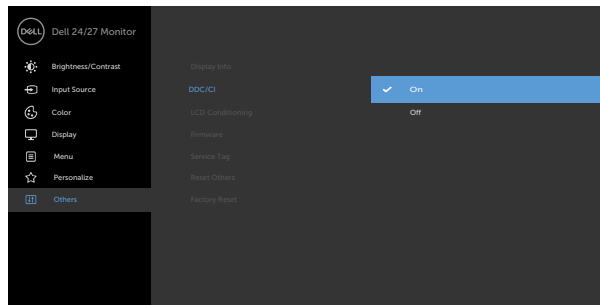 DELL Dell 24/27 Monitor
Brightness/Contrast
Input Source
Color
Display
Menu
Personalize
Others
Display Info
DDC/CI
LCD Conditioning
Firmware
Service Tag
Reset Others
Factory Reset
On
Off